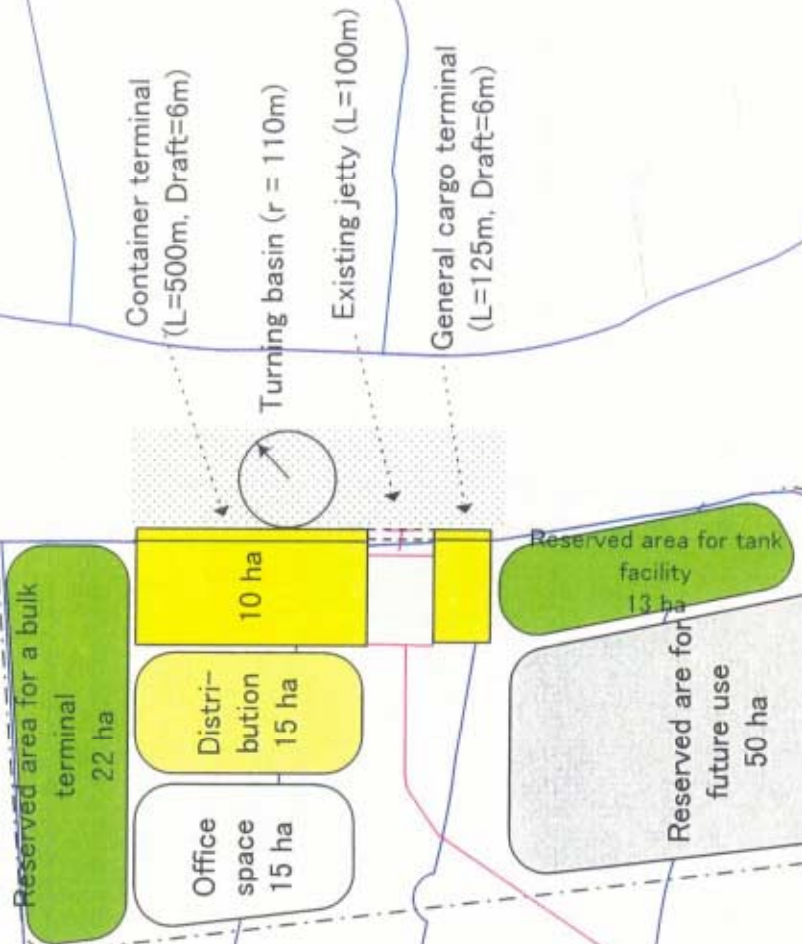 Container terminal
(L=500m, Draft=6m)
Turning basin (r = 110m)
Existing jetty (L=100m)
General cargo terminal
(L=125m, Draft=6m)
Reserved area for a bulk
terminal
22 ha
10 ha
Distri-
bution
15 ha
Office
space
15 ha
Reserved area for tank
facility
13 ha
Reserved are for
future use
50 ha